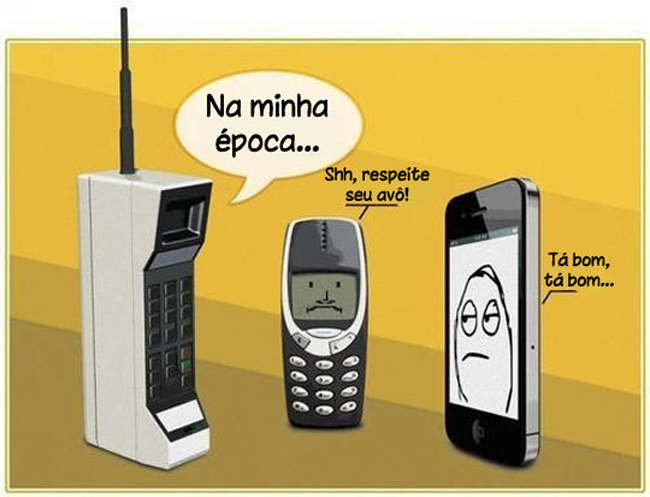 Na minha
época...
Shh, respeite
seu avô!
Tá bom,
tá bom...